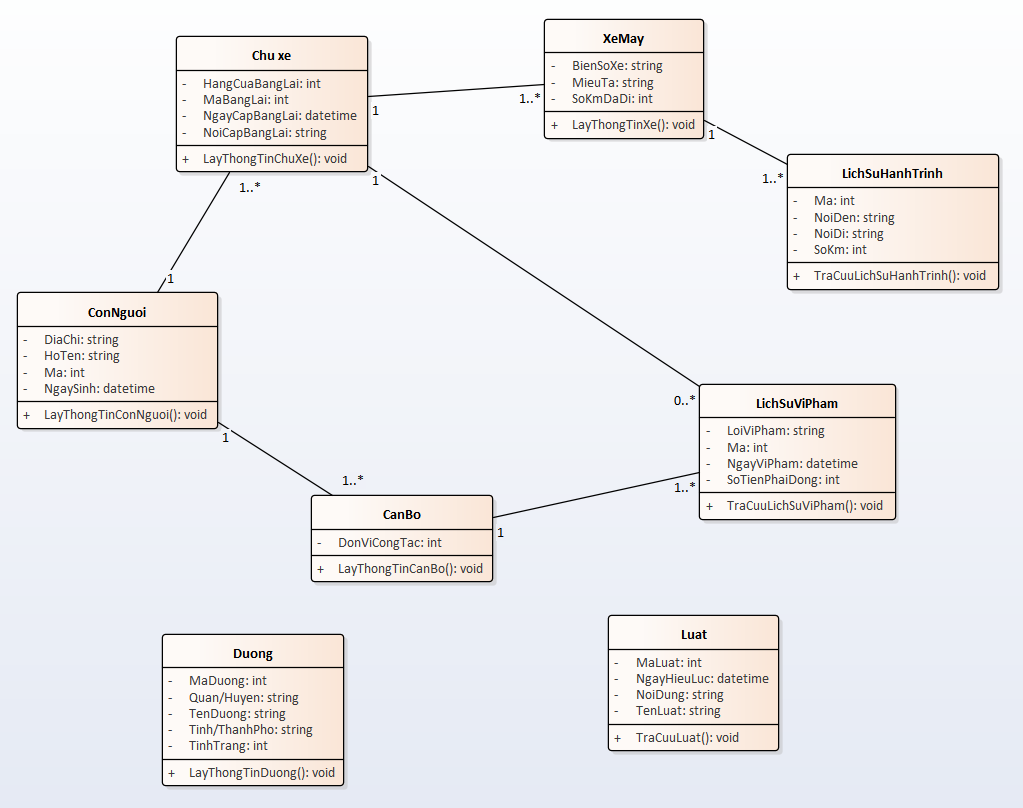 Chu xe
- HangCuaBangLai: int
- MaBangLai: int
- NgayCapBangLai: datetime
- NoiCapBangLai: string
+ LayThongTinChuXe(): void
XeMay
- BienSoXe: string
- MieuTa: string
- SoKmDaDi: int
+ LayThongTinXe(): void
1
1..*
1
1..*
LichSuHanhTrinh
- Ma: int
- NoiDen: string
- NoiDi: string
- SoKm: int
+ TraCuuLichSuHanhTrinh(): void
1..*
1
1
0..*
ConNguoi
- DiaChi: string
- HoTen: string
- Ma: int
- NgaySinh: datetime
+ LayThongTinConNguoi(): void
LichSuViPham
- LoiViPham: string
- Ma: int
- NgayViPham: datetime
- SoTienPhaiDong: int
+ TraCuuLichSuViPham(): void
1
1..*
1..*
1
CanBo
- DonViCongTac: int
+ LayThongTinCanBo(): void
Duong
- MaDuong: int
- Quan/Huyen: string
- TenDuong: string
- Tinh/ThanhPho: string
- TinhTrang: int
+ LayThongTinDuong(): void
Luat
- MaLuat: int
- NgayHieuLuc: datetime
- NoiDung: string
- TenLuat: string
+ TraCuuLuat(): void